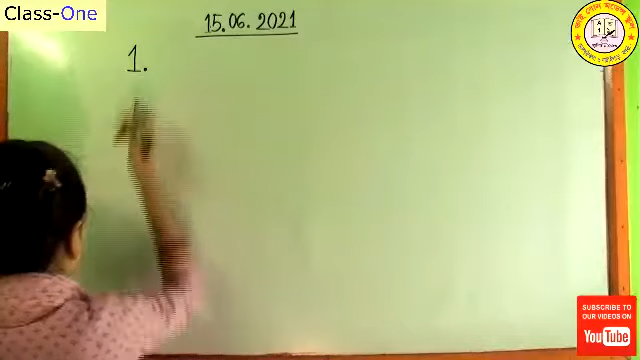 Class-One
15.06.2021
1.
SUBSCRIBE TO
OUR VIDEOS ON
YouTube